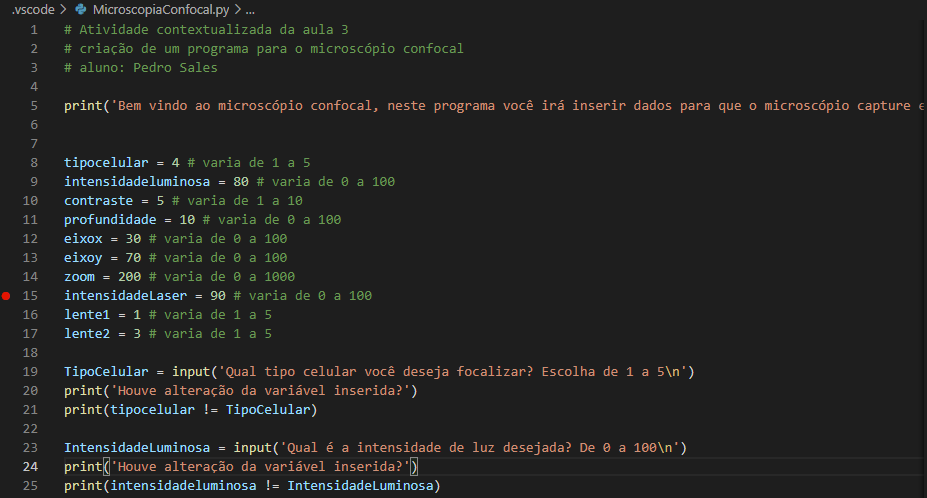 .vscode > MicroscopiaConfocal.py > ...
1 # Atividade contextualizada da aula 3
2 # criação de um programa para o microscópio confocal
3 # aluno: Pedro Sales
4
5 print('Bem vindo ao microscópio confocal, neste programa você irá inserir dados para que o microscópio capture e
6
7
8 tipocelular = 4 # varia de 1 a 5
9 intensidadeluminosa = 80 # varia de 0 a 100
10 contraste = 5 # varia de 1 a 10
11 profundidade = 10 # varia de 0 a 100
12 eixox = 30 # varia de 0 a 100
13 eixoy = 70 # varia de 0 a 100
14 zoom = 200 # varia de 0 a 1000
15 intensidadeLaser = 90 # varia de 0 a 100
16 lente1 = 1 # varia de 1 a 5
17 lente2 = 3 # varia de 1 a 5
18
19 TipoCelular = input('Qual tipo celular você deseja focalizar? Escolha de 1 a 5\n')
20 print('Houve alteração da variável inserida?')
21 print(tipocelular != TipoCelular)
22
23 IntensidadeLuminosa = input('Qual é a intensidade de luz desejada? De 0 a 100\n')
24 print('Houve alteração da variável inserida?')
25 print(intensidadeluminosa != IntensidadeLuminosa)